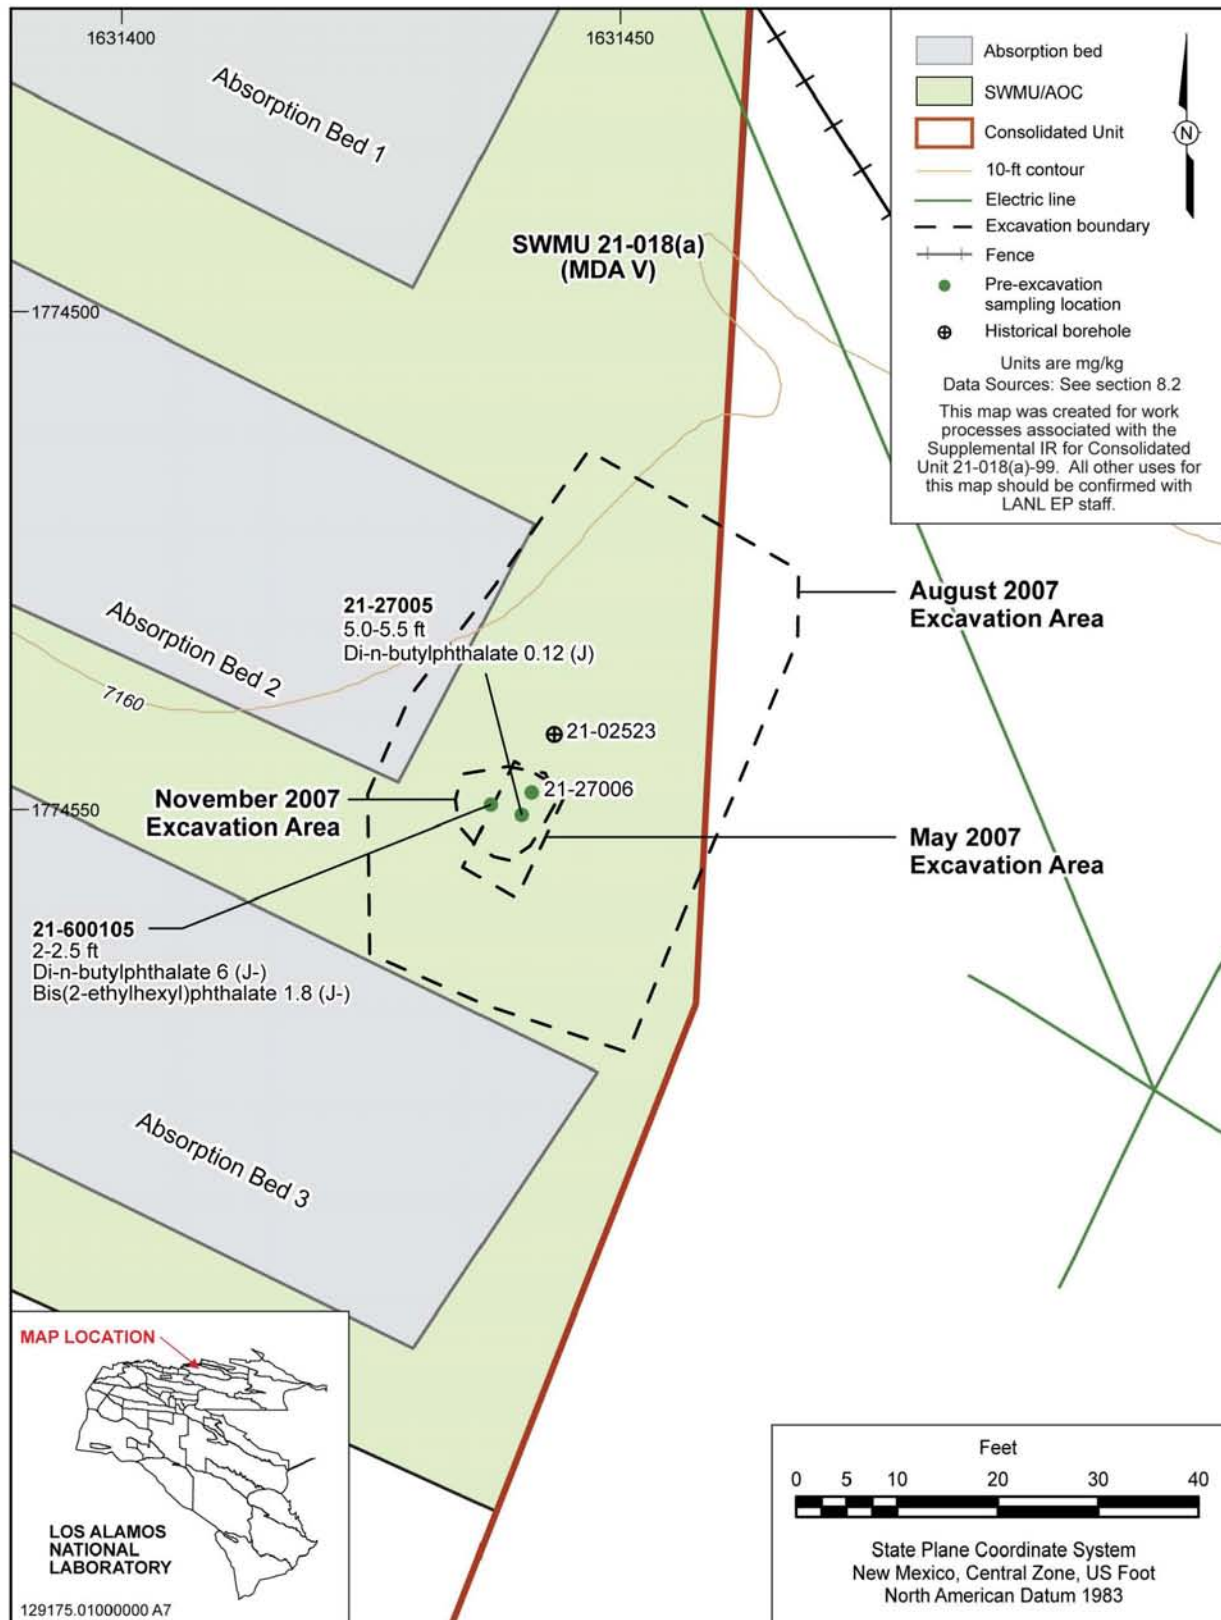 1631400
1631450
Absorption Bed 1
SWMU 21-018(a)
(MDA V)
1774500
Absorption bed
SWMU/AOC
Consolidated Unit
10-ft contour
Electric line
Excavation boundary
Fence
Pre-excavation
sampling location
Historical borehole
N
Units are mg/kg
Data Sources: See section 8.2
This map was created for work
processes associated with the
Supplemental IR for Consolidated
Unit 21-018(a)-99. All other uses for
this map should be confirmed with
LANL EP staff.
21-27005
5.0-5.5 ft
Di-n-butylphthalate 0.12 (J)
Absorption Bed 2
7160
August 2007
Excavation Area
21-02523
21-27006
November 2007
Excavation Area
1774550
May 2007
Excavation Area
21-600105
2-2.5 ft
Di-n-butylphthalate 6 (J-)
Bis(2-ethylhexyl)phthalate 1.8 (J-)
Absorption Bed 3
MAP LOCATION
LOS ALAMOS
NATIONAL
LABORATORY
129175.01000000 A7
Feet
0 5 10 20 30 40
State Plane Coordinate System
New Mexico, Central Zone, US Foot
North American Datum 1983